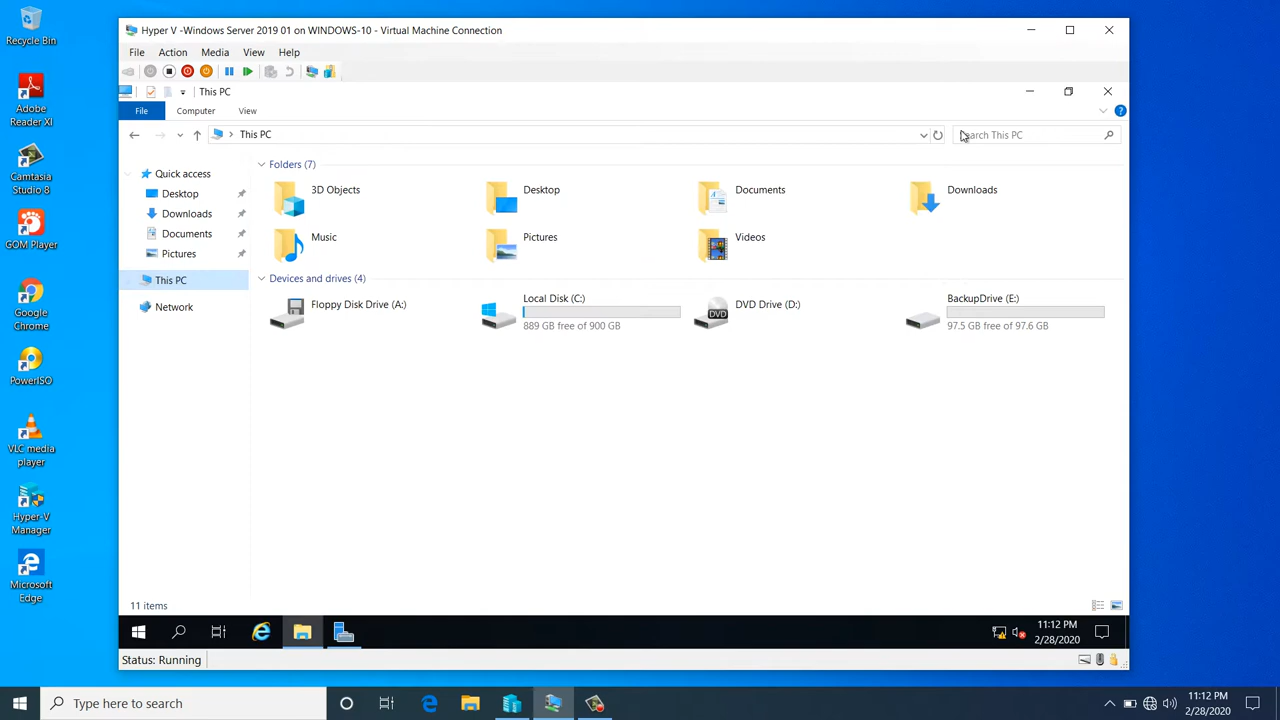 Recycle Bin
Adobe
Reader XI
Camtasia
Studio 8
GOM Player
Google
Chrome
PowerISO
VLC media
player
Hyper-V
Manager
Microsoft
Edge
Hyper V -Windows Server 2019 01 on WINDOWS-10 - Virtual Machine Connection
File Action Media View Help
This PC
File Computer View
This PC
Search This PC
Quick access
Desktop
Downloads
Documents
Pictures
This PC
Network
Folders (7)
3D Objects Desktop Documents Downloads
Music Pictures Videos
Devices and drives (4)
Floppy Disk Drive (A:)
Local Disk (C:)
889 GB free of 900 GB
DVD Drive (D:)
DVD
BackupDrive (E:)
97.5 GB free of 97.6 GB
11 items
11:12 PM
2/28/2020
Status: Running
Type here to search
11:12 PM
2/28/2020